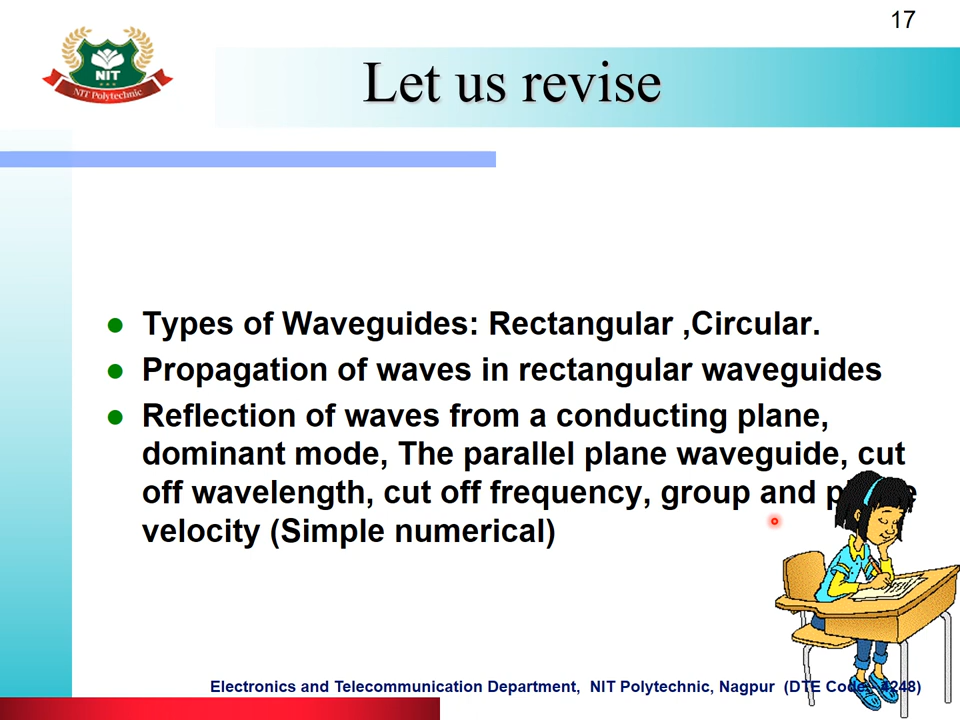 17
NIT
NIT Polytechnic
Let us revise
Types of Waveguides: Rectangular ,Circular.
Propagation of waves in rectangular waveguides
Reflection of waves from a conducting plane,
dominant mode, The parallel plane waveguide, cut
off wavelength, cut off frequency, group and
velocity (Simple numerical)
Electronics and Telecommunication Department, NIT Polytechnic, Nagpur (DTE Code: 4248)